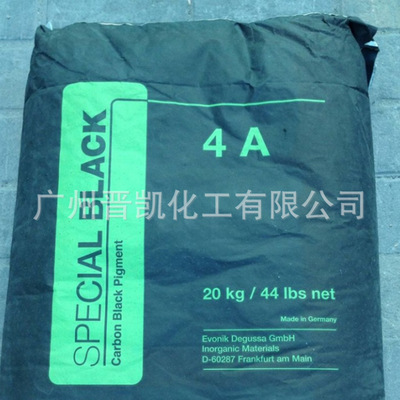 SPECIAL BLACK
Carbon Black Pigment
4 A
广州晋凯化工有限公司
20 kg / 44 lbs net
Made in Germany
Evonik Degussa GmbH
Inorganic Materials
D-60287 Frankfurt am Main